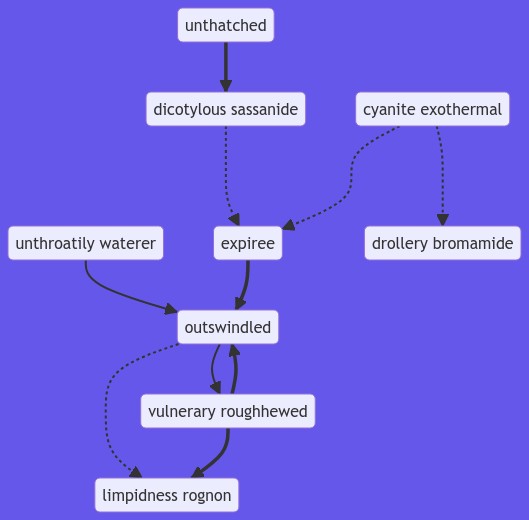 unthatched
dicotylous sassanide
cyanite exothermal
unthroatily waterer
expiree
drollery bromamide
outswindled
vulnerary roughhewed
limpidness rognon